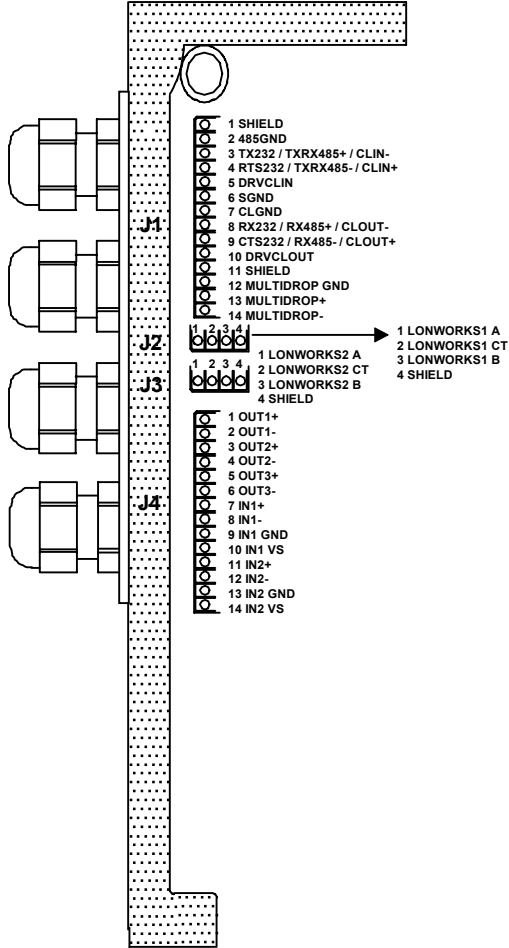 J1
1 SHIELD
2 485GND
3 TX232 / TXRX485+ / CLIN-
4 RTS232 / TXRX485- / CLIN+
5 DRVCLIN
6 SGND
7 CLGND
8 RX232 / RX485+ / CLOUT-
9 CTS232 / RX485- / CLOUT+
10 DRVCLOUT
11 SHIELD
12 MULTIDROP GND
13 MULTIDROP+
14 MULTIDROP-
J2
1 2 3 4
1 LONWORKS1 A
2 LONWORKS1 CT
3 LONWORKS1 B
4 SHIELD
J3
1 2 3 4
1 LONWORKS2 A
2 LONWORKS2 CT
3 LONWORKS2 B
4 SHIELD
J4
1 OUT1+
2 OUT1-
3 OUT2+
4 OUT2-
5 OUT3+
6 OUT3-
7 IN1+
8 IN1-
9 IN1 GND
10 IN1 VS
11 IN2+
12 IN2-
13 IN2 GND
14 IN2 VS